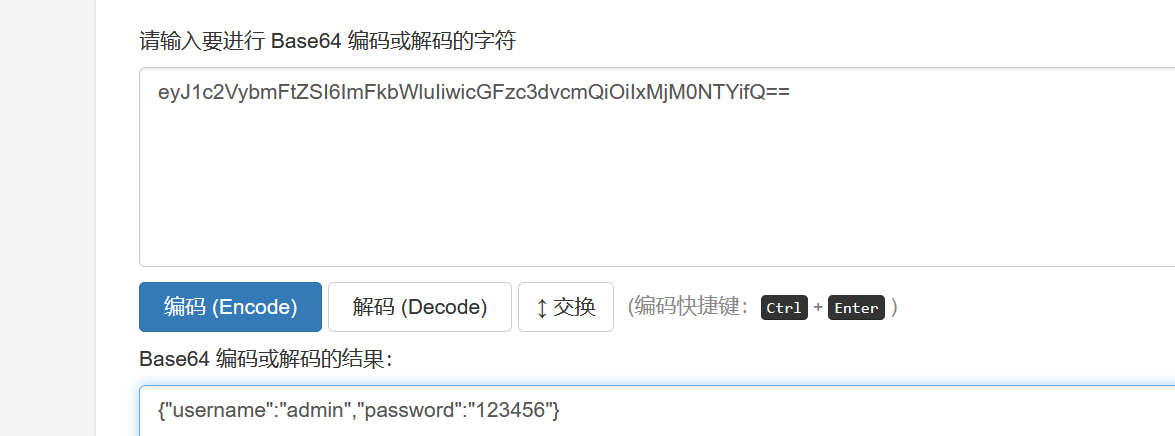 请输入要进行 Base64 编码或解码的字符
eyJ1c2VybmFtZSI6ImFkbWluIiwicGFzc3dvcmQiOiIxMjM0NTYifQ==
编码 (Encode) 解码 (Decode) ↕ 交换 (编码快捷键： Ctrl + Enter )
Base64 编码或解码的结果：
{"username":"admin","password":"123456"}